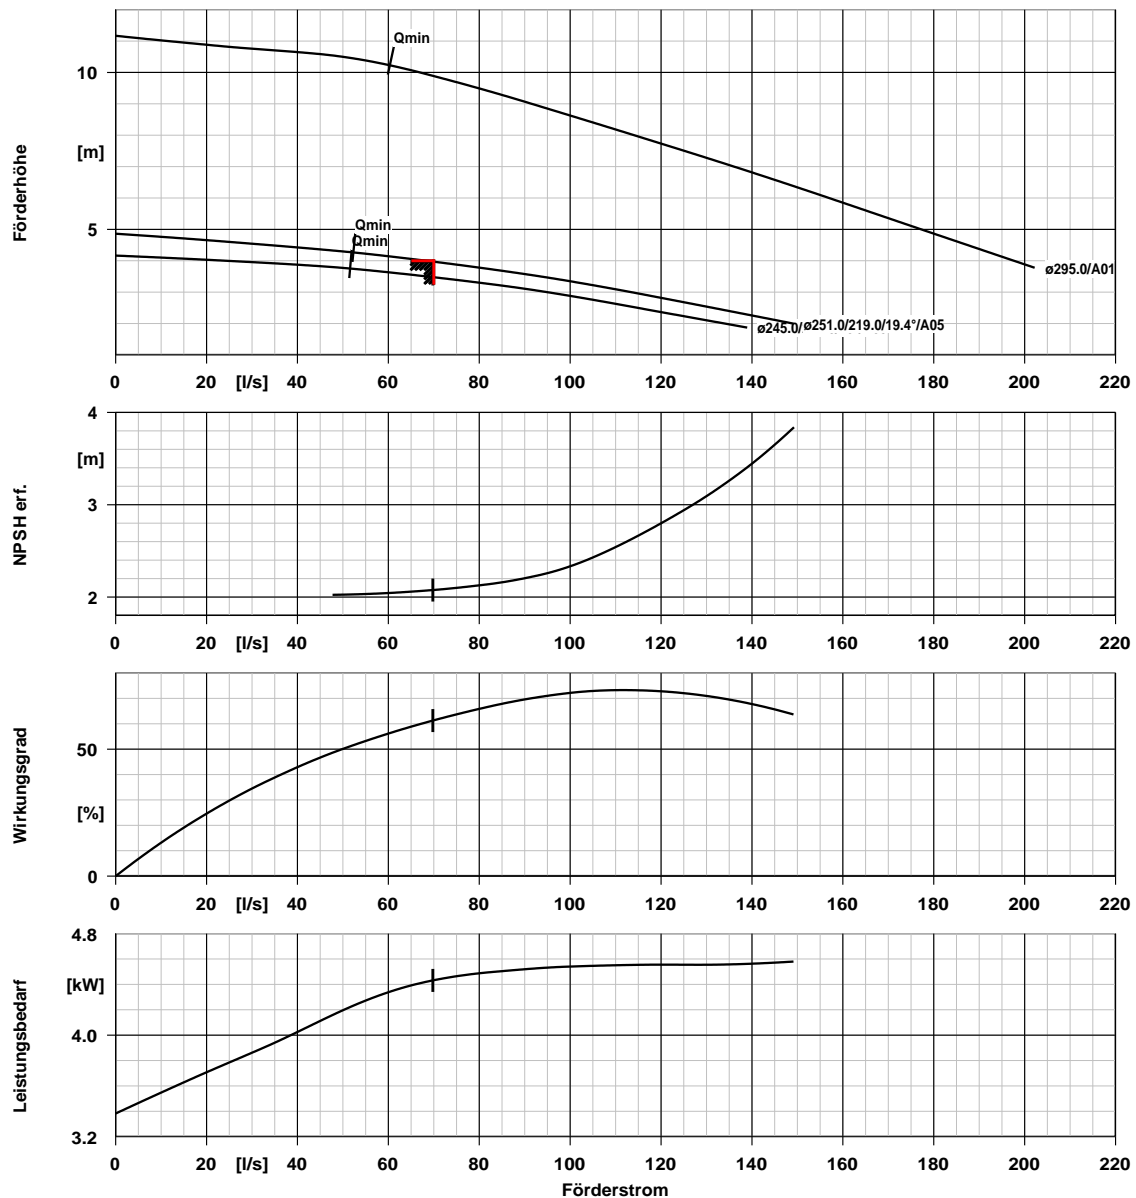 Qmin
10
[m]
Förderhöhe
5
Qmin
Qmin
ø295.0/A01
ø245.0/
ø251.0/219.0/19.4°/A05
0 20 [l/s] 40 60 80 100 120 140 160 180 200 220
4
[m]
3
NPSH erf.
2
0 20 [l/s] 40 60 80 100 120 140 160 180 200 220
50
Wirkungsgrad
[%]
0
0 20 [l/s] 40 60 80 100 120 140 160 180 200 220
4.8
[kW]
4.0
Leistungsbedarf
3.2
0 20 [l/s] 40 60 80 100 120 140 160 180 200 220
Förderstrom